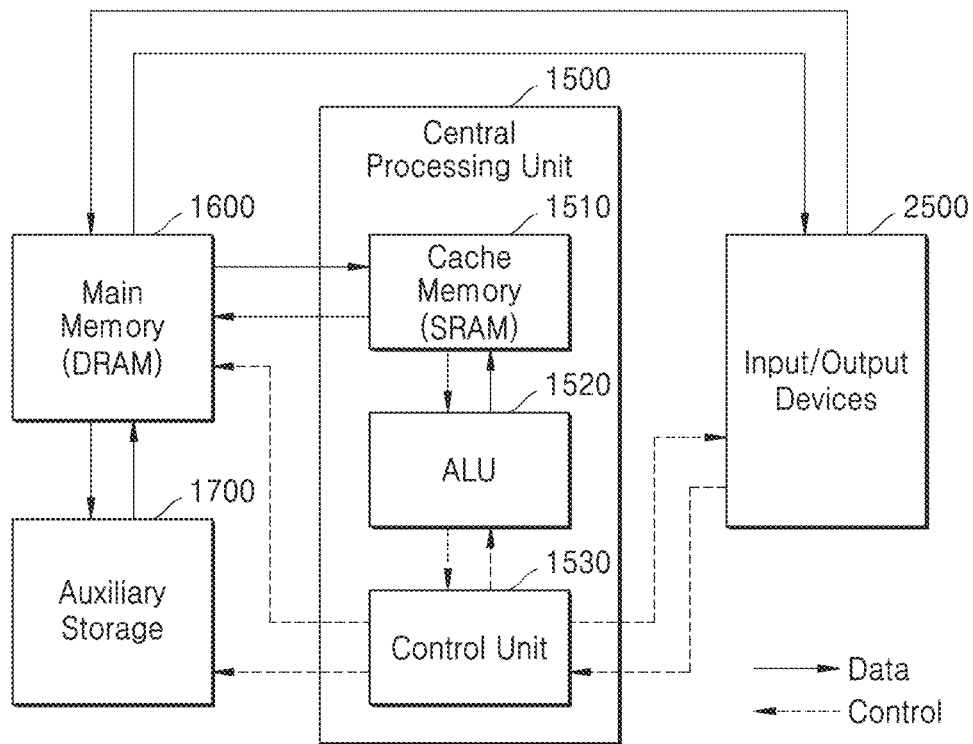 1500
Central
Processing Unit
1600
1510
2500
Main
Memory
(DRAM)
Cache
Memory
(SRAM)
Input/Output
Devices
1520
ALU
1700
Auxiliary
Storage
1530
Control Unit
Data
Control